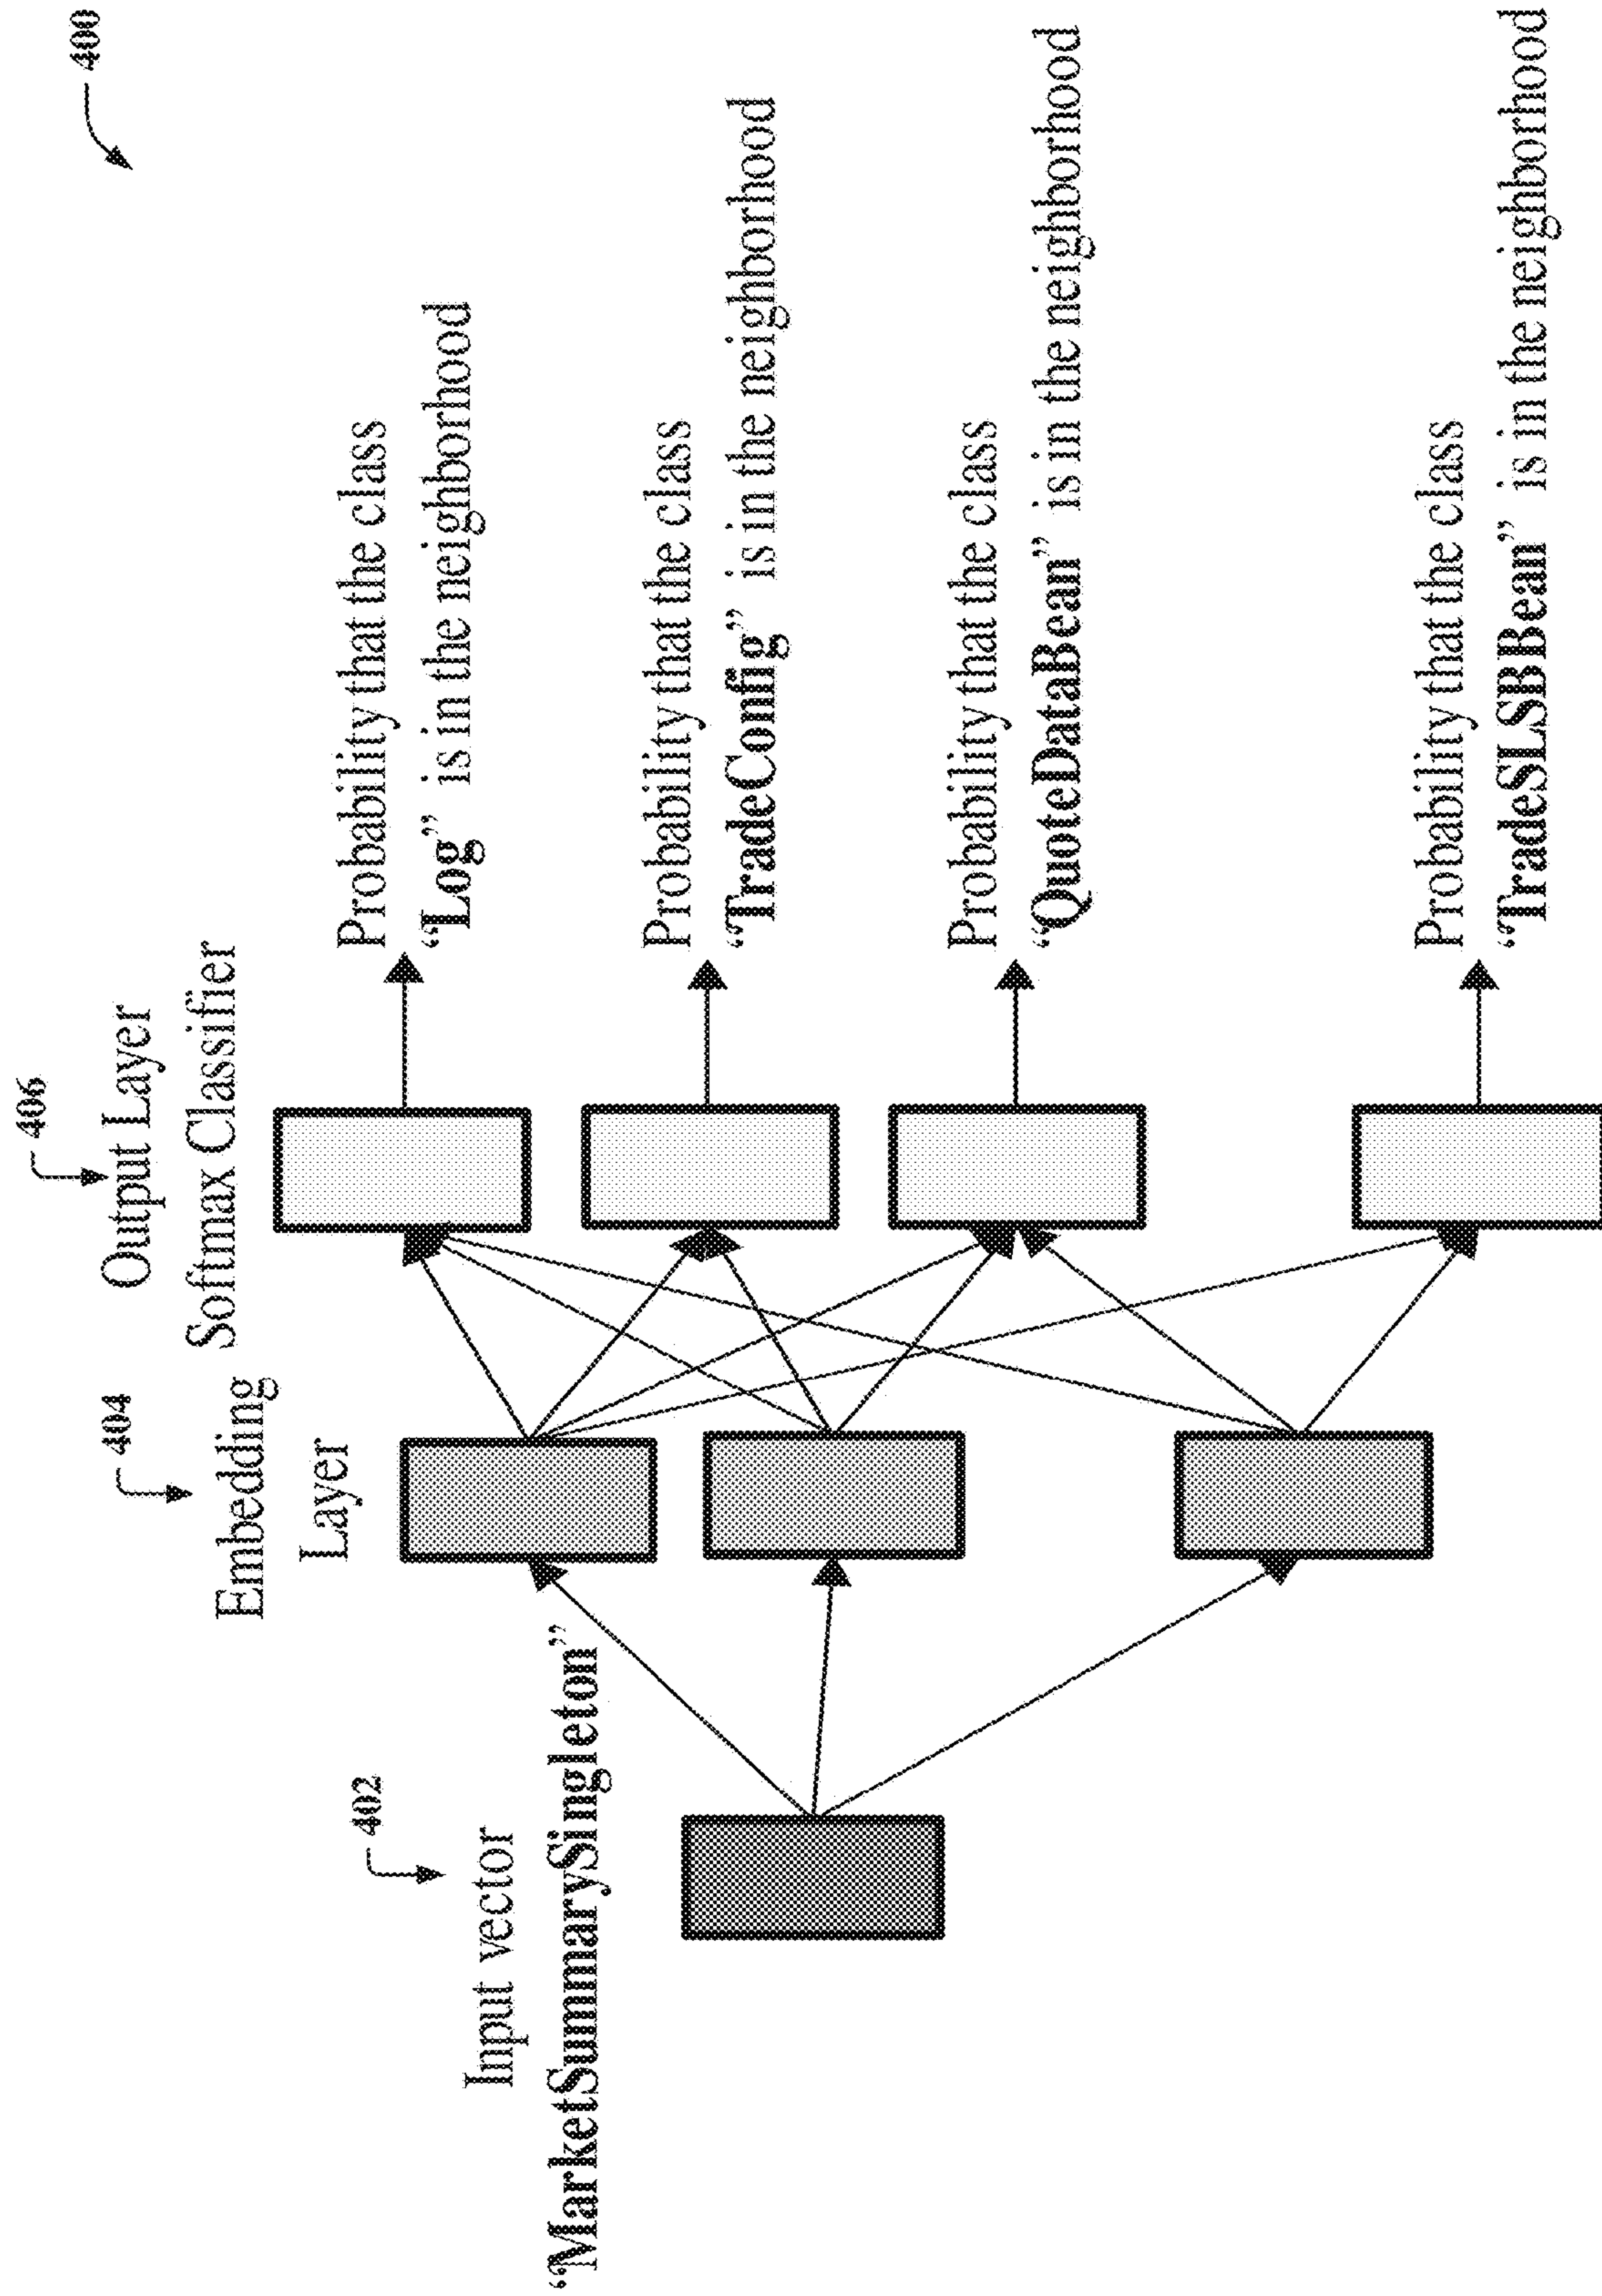 400
406
Output Layer
Softmax Classifier
404
Embedding
Layer
402
Input vector
“MarketSummarySingleton”
Probability that the class
“Log” is in the neighborhood
Probability that the class
“TradeConfig” is in the neighborhood
Probability that the class
“QuoteDataBean” is in the neighborhood
Probability that the class
“TradeSLSBBean” is in the neighborhood